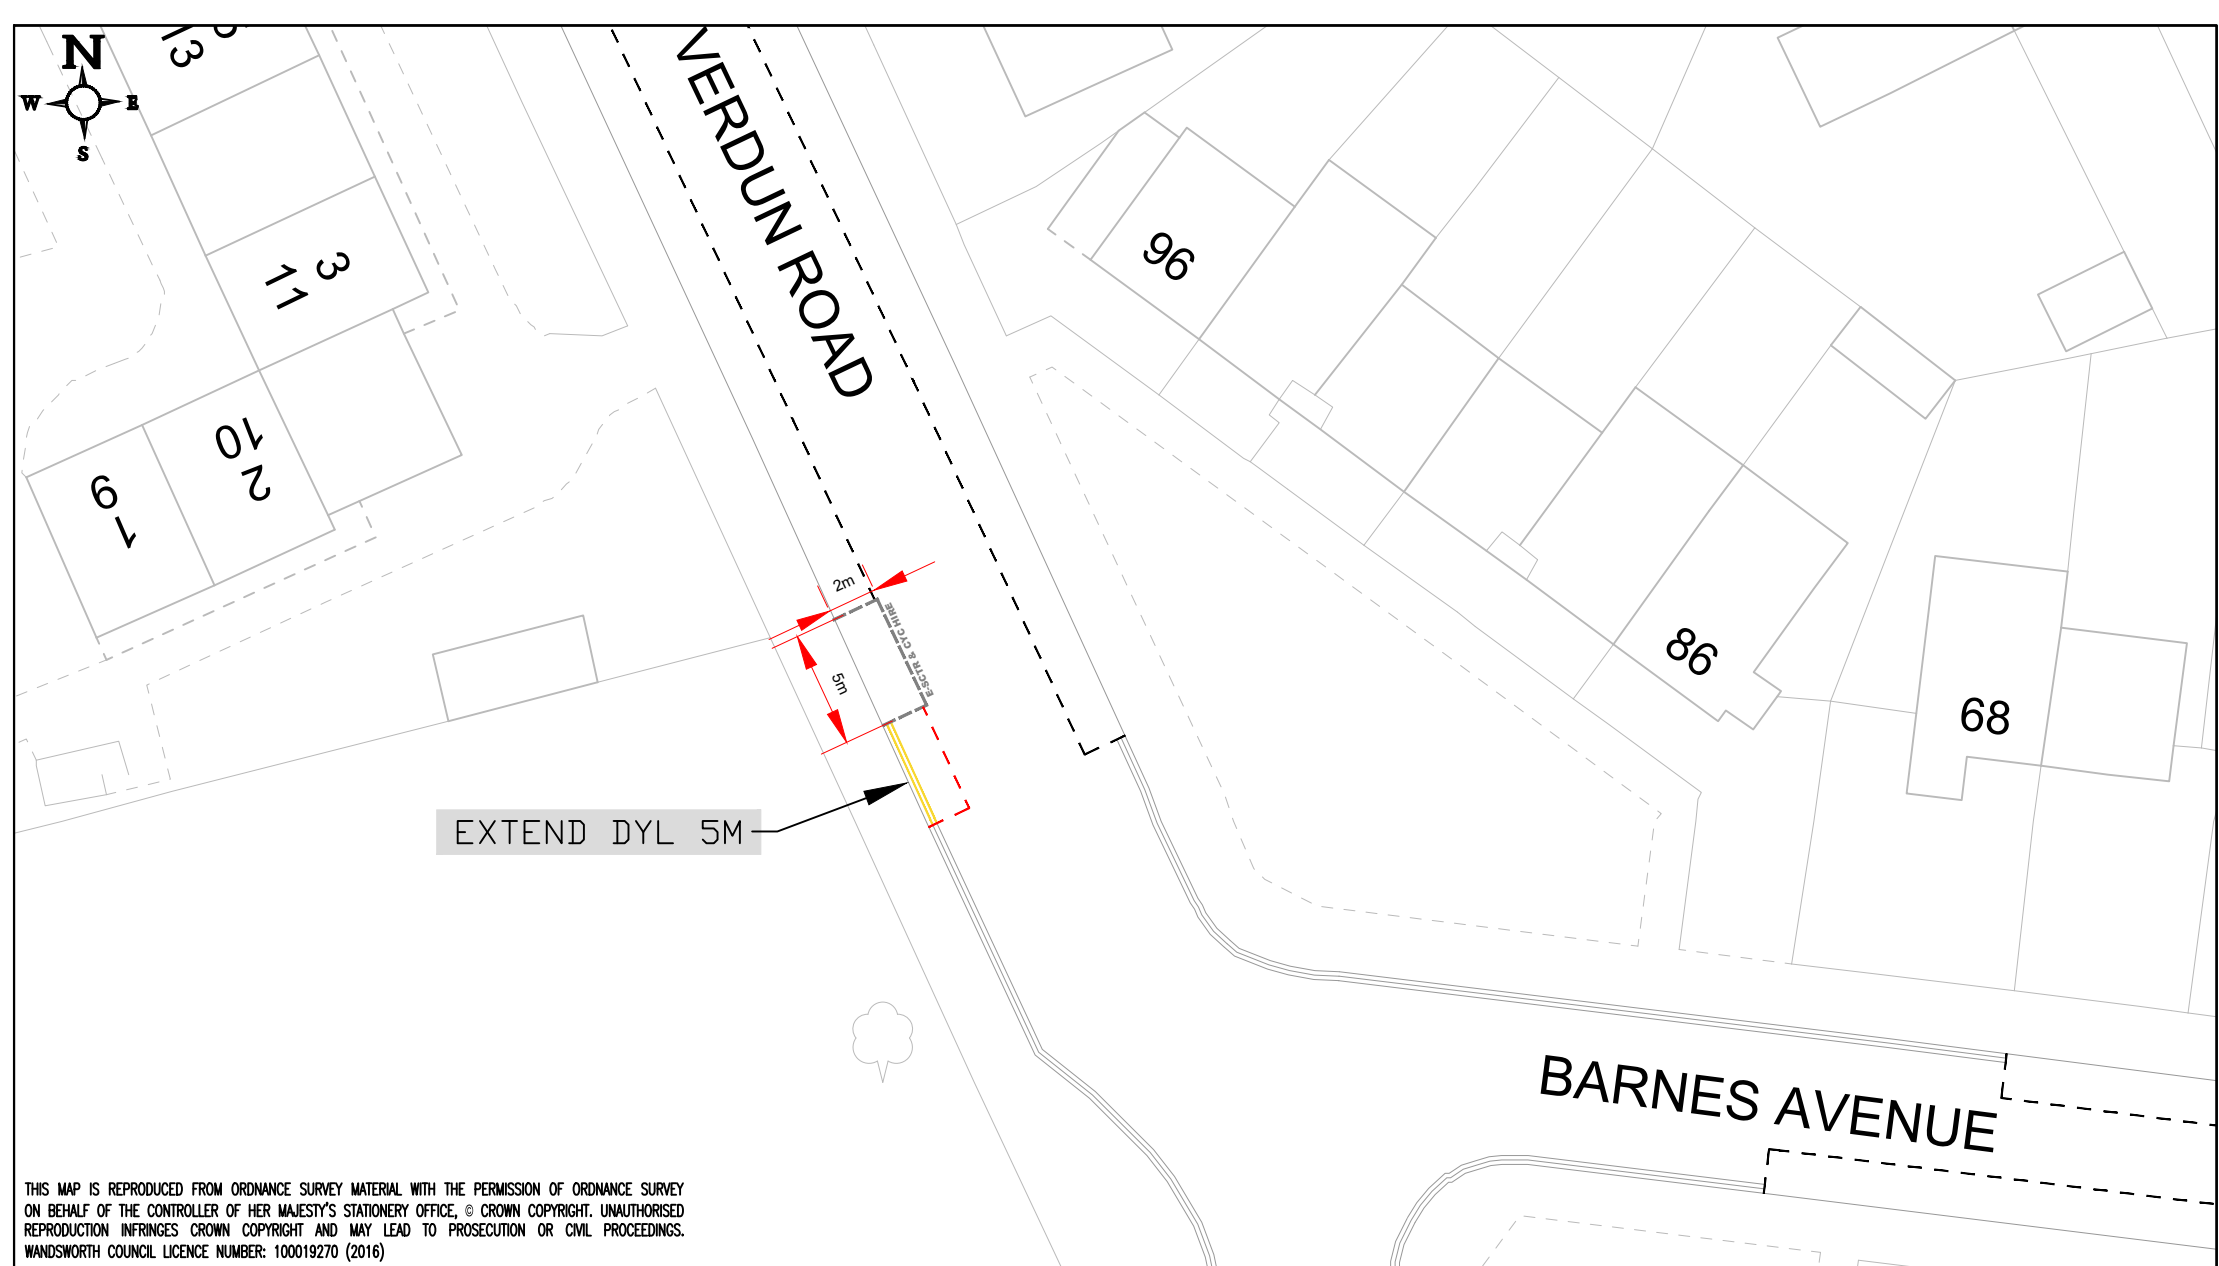 N
W E
S
13
VERDUN ROAD
96
3
11
10
2
9
1
2m
E-SCTR & CYC HIRE
5m
86
68
EXTEND DYL 5M
BARNES AVENUE
THIS MAP IS REPRODUCED FROM ORDNANCE SURVEY MATERIAL WITH THE PERMISSION OF ORDNANCE SURVEY
ON BEHALF OF THE CONTROLLER OF HER MAJESTY'S STATIONERY OFFICE, © CROWN COPYRIGHT. UNAUTHORISED
REPRODUCTION INFRINGES CROWN COPYRIGHT AND MAY LEAD TO PROSECUTION OR CIVIL PROCEEDINGS.
WANDSWORTH COUNCIL LICENCE NUMBER: 100019270 (2016)